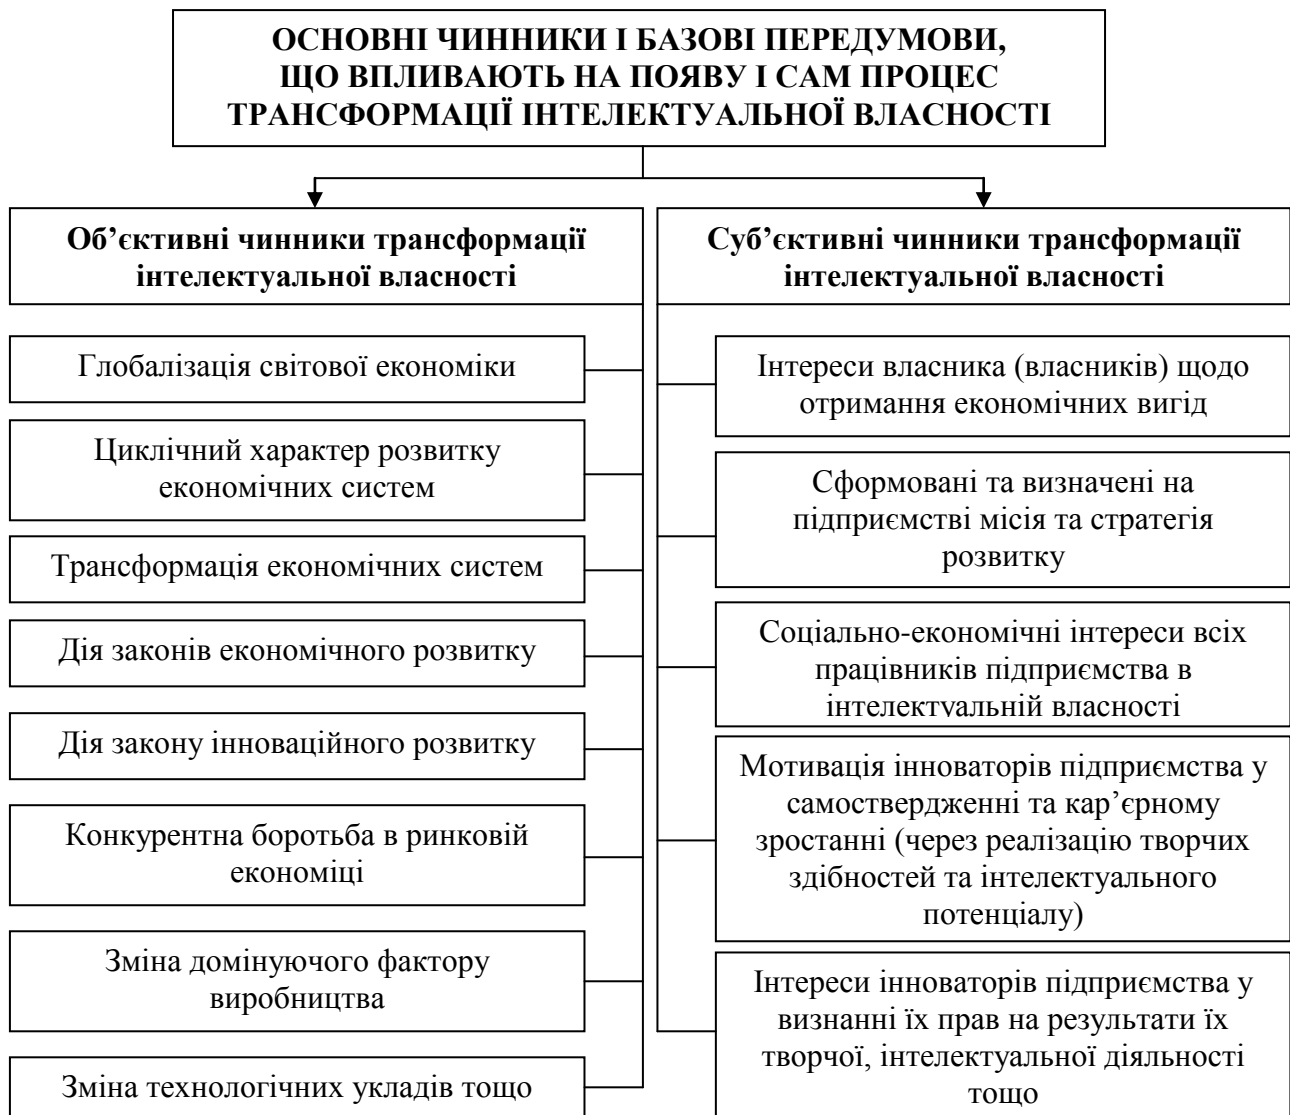 ОСНОВНІ ЧИННИКИ І БАЗОВІ ПЕРЕДУМОВИ,
ЩО ВПЛИВАЮТЬ НА ПОЯВУ І САМ ПРОЦЕС
ТРАНСФОРМАЦІЇ ІНТЕЛЕКТУАЛЬНОЇ ВЛАСНОСТІ
Об’єктивні чинники трансформації
інтелектуальної власності
Глобалізація світової економіки
Циклічний характер розвитку
економічних систем
Трансформація економічних систем
Дія законів економічного розвитку
Дія закону інноваційного розвитку
Конкурентна боротьба в ринковій
економіці
Зміна домінуючого фактору
виробництва
Зміна технологічних укладів тощо
Суб’єктивні чинники трансформації
інтелектуальної власності
Інтереси власника (власників) щодо
отримання економічних вигід
Сформовані та визначені на
підприємстві місія та стратегія
розвитку
Соціально-економічні інтереси всіх
працівників підприємства в
інтелектуальній власності
Мотивація інноваторів підприємства у
самоствердженні та кар’єрному
зростанні (через реалізацію творчих
здібностей та інтелектуального
потенціалу)
Інтереси інноваторів підприємства у
визнанні їх прав на результати їх
творчої, інтелектуальної діяльності
тощо